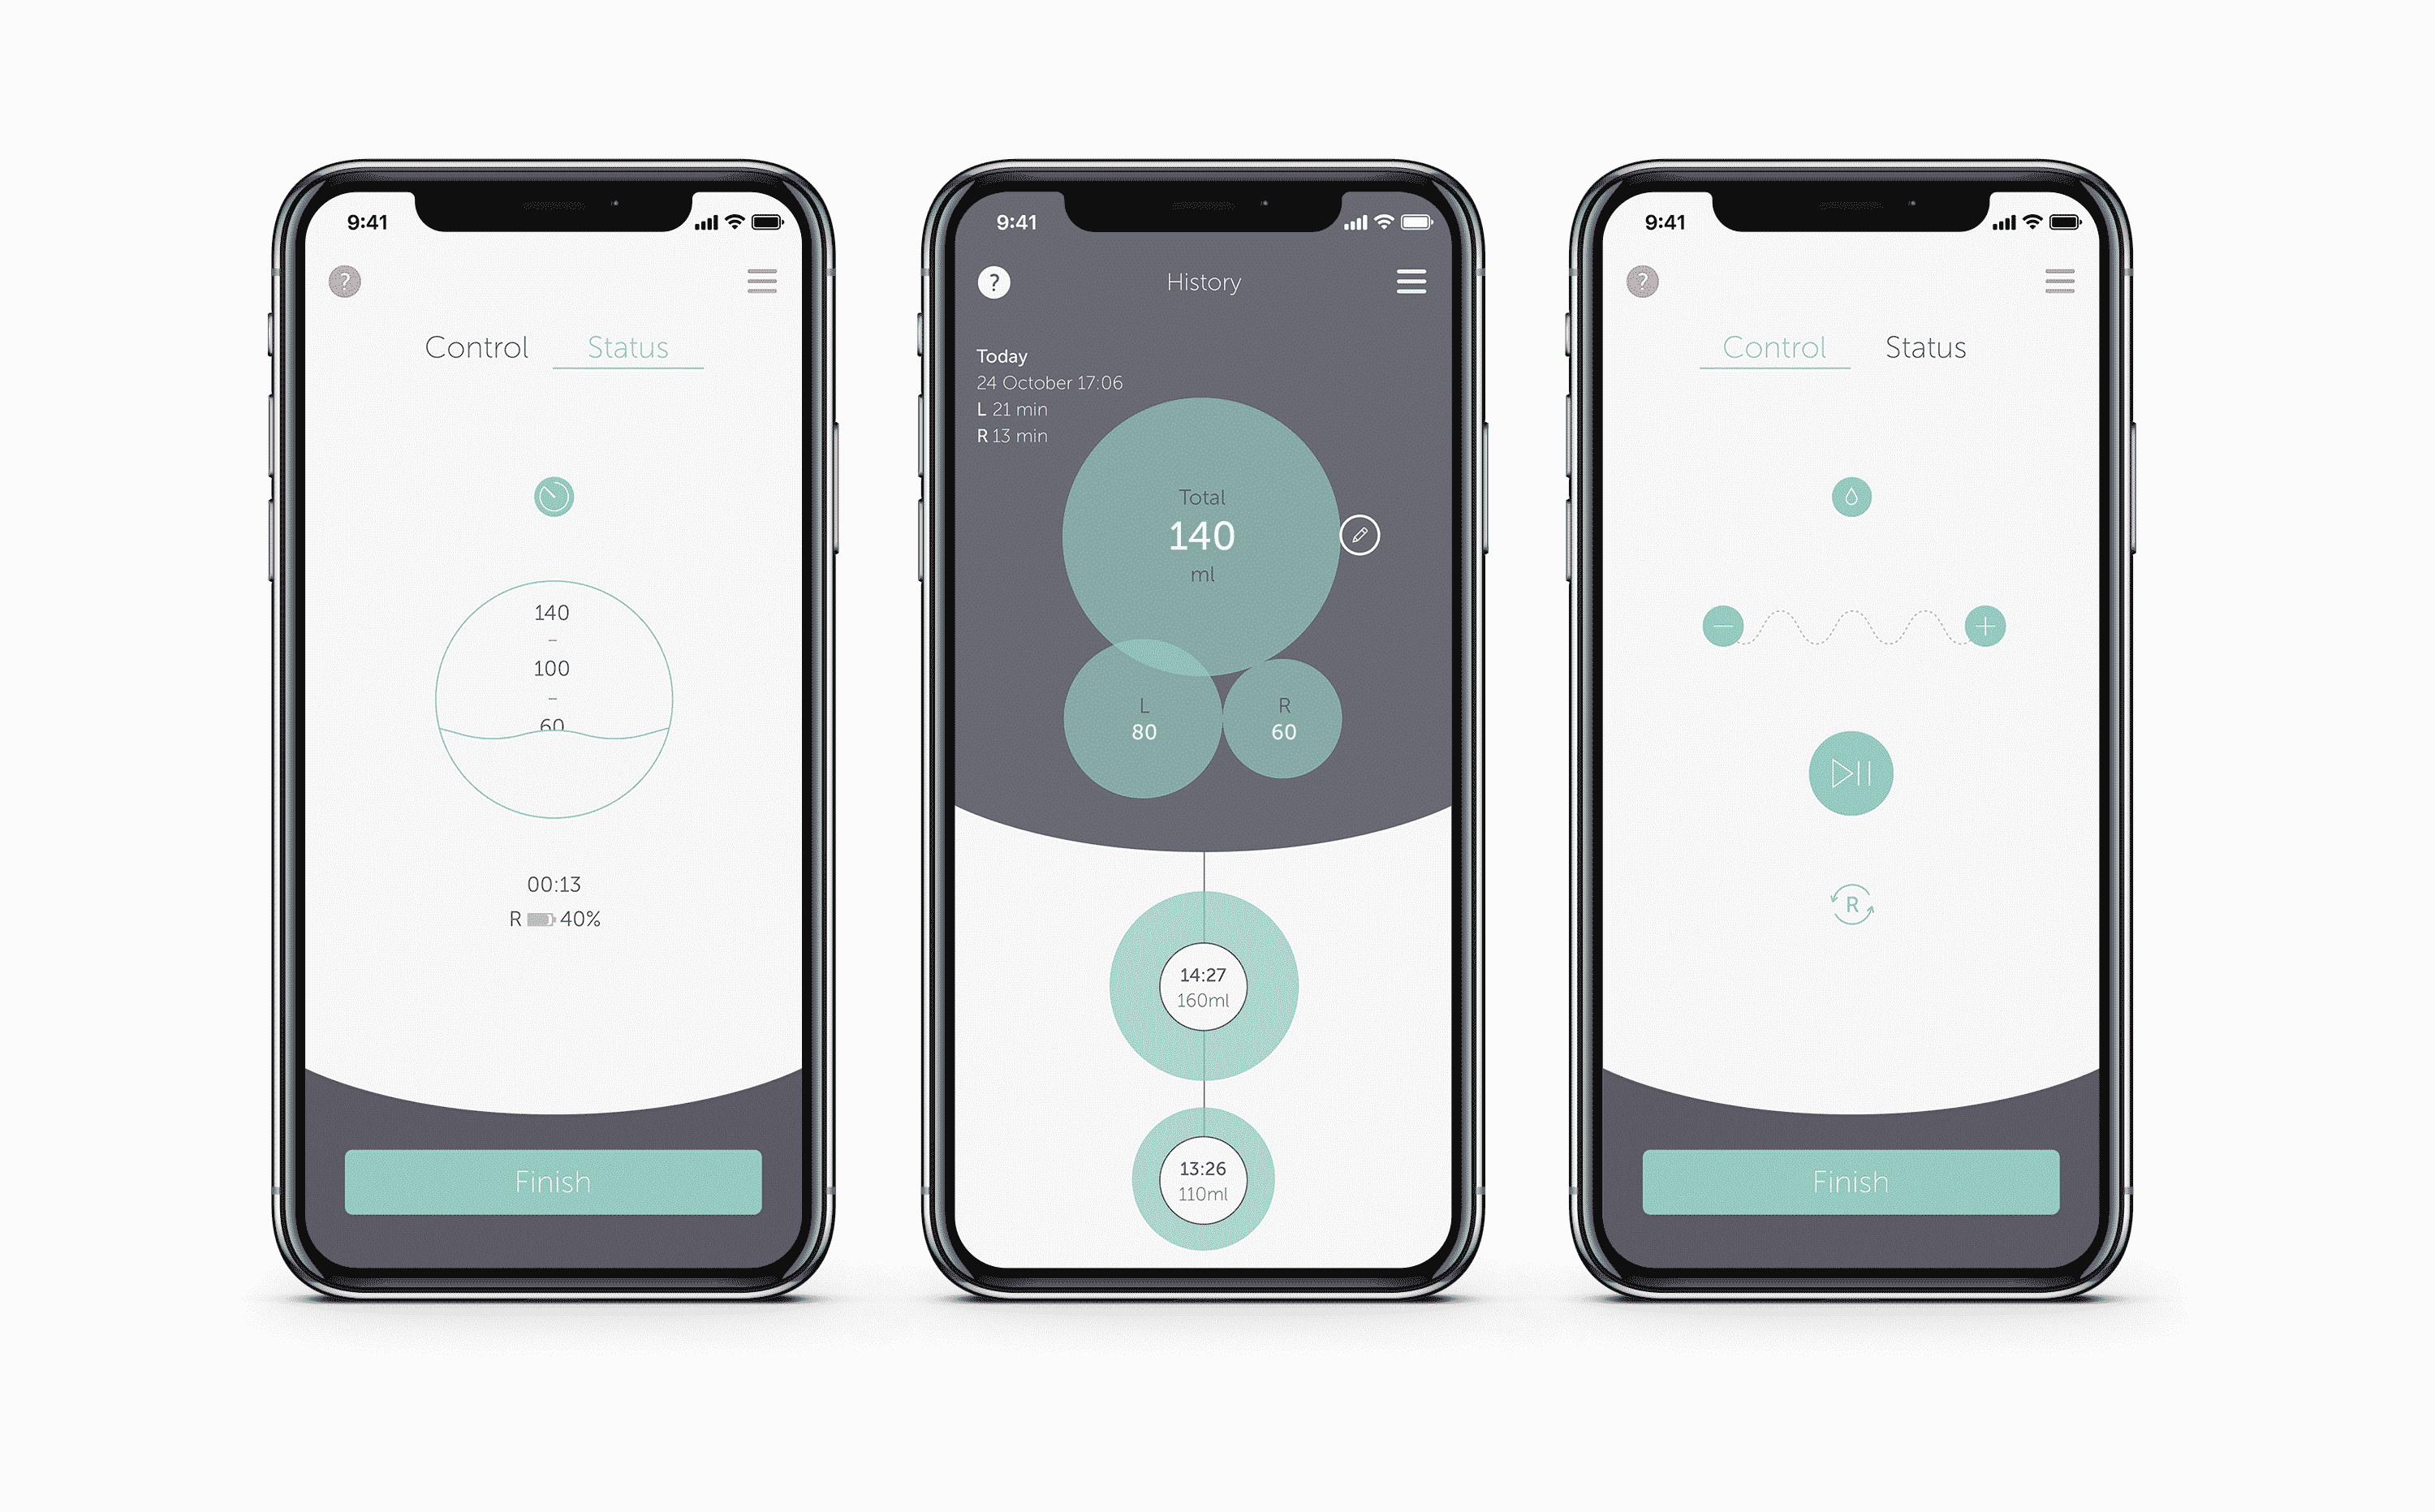 9:41
?
Control Status
140
–
100
–
60
00:13
R 40%
Finish
9:41
? History
Today
24 October 17:06
L 21 min
R 13 min
Total
140
ml
L
80
R
60
14:27
160ml
13:26
110ml
9:41
?
Control Status
R
Finish